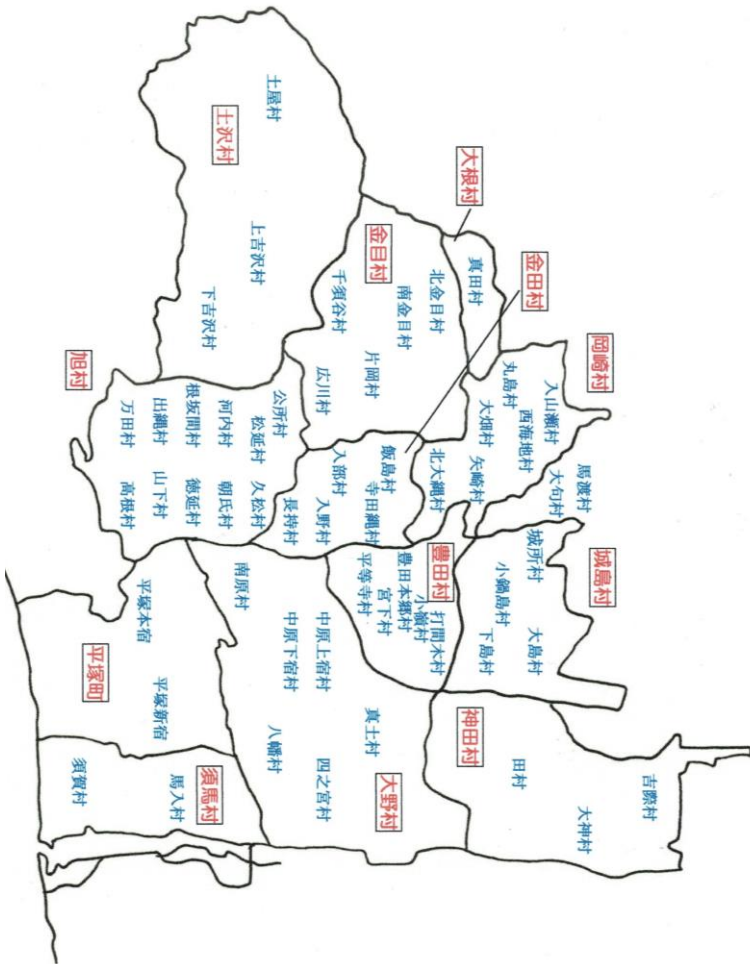 土屋村
土沢村
上吉沢村
下吉沢村
大根村
真田村
金目村
北金目村
南金目村
片岡村
千須谷村
広川村
金田村
飯島村
寺田縄村
入部村
入野村
長持村
岡崎村
馬渡村
大句村
入山瀬村
西海地村
丸島村
大畑村
矢崎村
北大縄村
城島村
城所村
小鍋島村
大島村
下島村
豊田村
打間木村
小嶺村
豊田本郷村
宮下村
平等寺村
旭村
公所村
松延村
久松村
河内村
朝氏村
根坂間村
徳延村
出縄村
山下村
万田村
高根村
神田村
吉際村
大神村
田村
大野村
真土村
四之宮村
中原上宿村
中原下宿村
八幡村
南原村
平塚町
平塚本宿
平塚新宿
須馬村
馬入村
須賀村